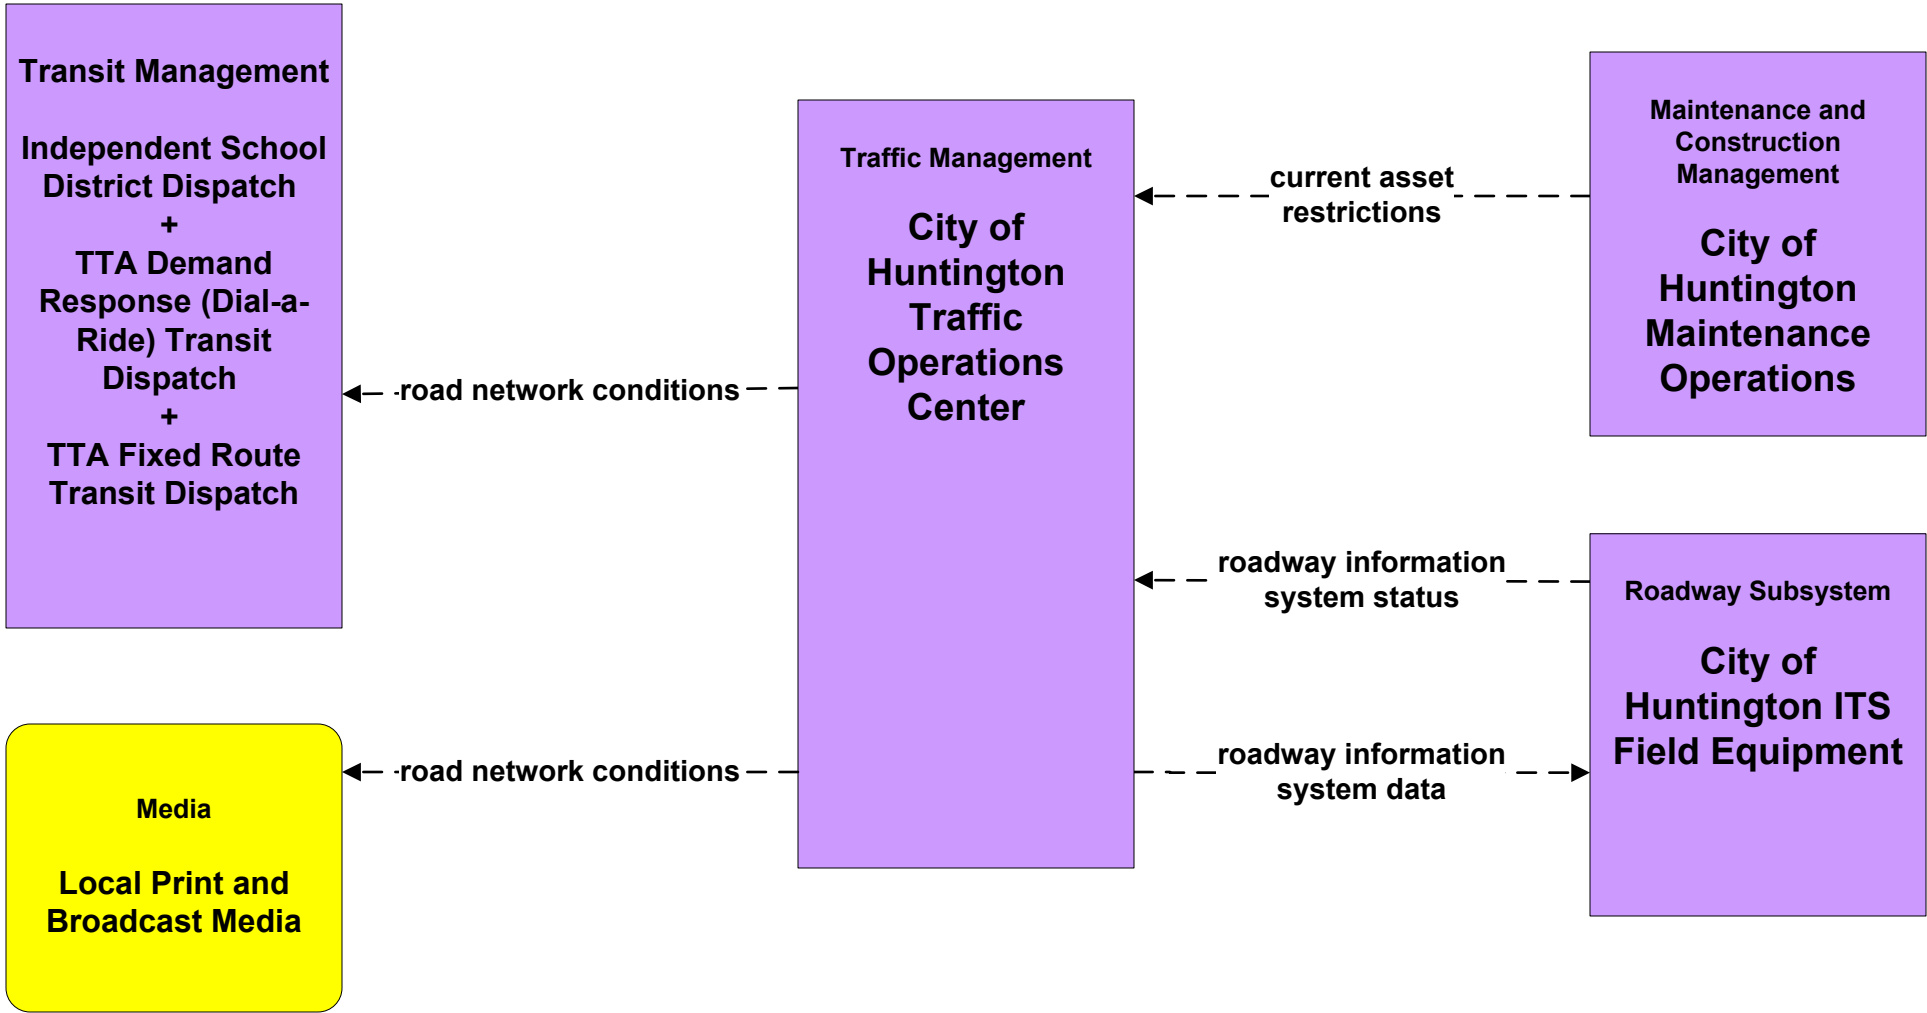 Transit Management
Independent School
District Dispatch
+
TTA Demand
Response (Dial-a-
Ride) Transit
Dispatch
+
TTA Fixed Route
Transit Dispatch
Media
Local Print and
Broadcast Media
road network conditions
road network conditions
Traffic Management
City of
Huntington
Traffic
Operations
Center
current asset
restrictions
roadway information
system status
roadway information
system data
Maintenance and
Construction
Management
City of
Huntington
Maintenance
Operations
Roadway Subsystem
City of
Huntington ITS
Field Equipment